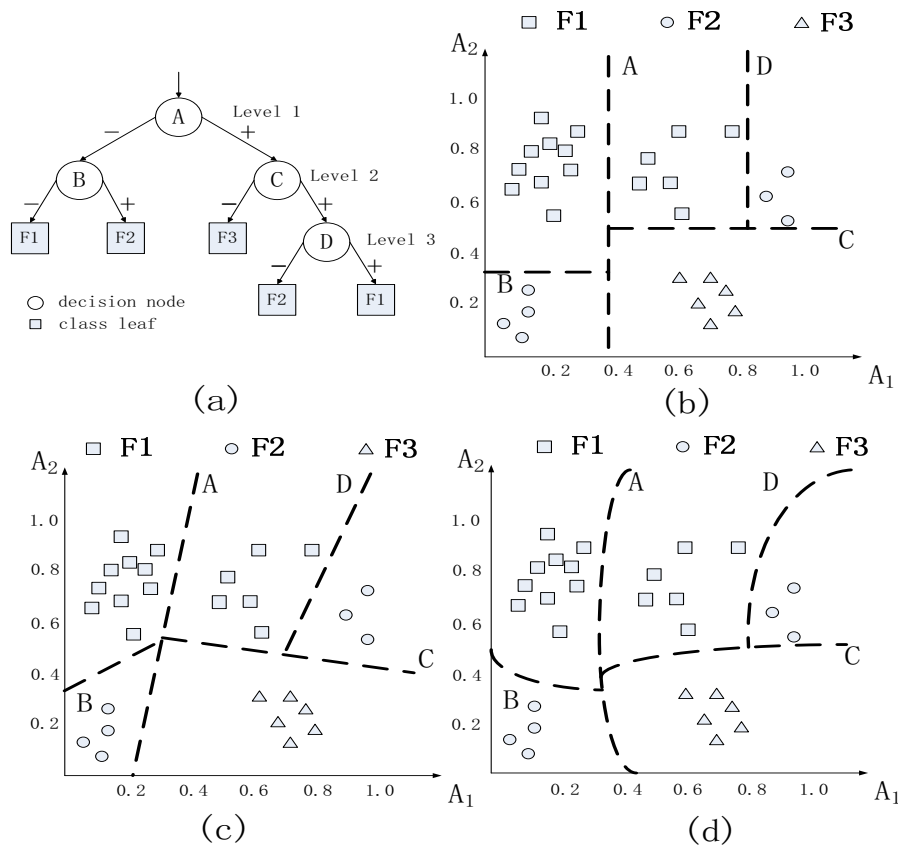 Level 1
A
− +
B C Level 2
− + − +
F1 F2 F3 D Level 3
− +
F2 F1
decision node
class leaf
(a)
F1 F2 F3
A2
A D
1.0
0.8
0.6
0.4
C
B
0.2
0.2 0.4 0.6 0.8 1.0
A1
(b)
F1 F2 F3
A2
A D
1.0
0.8
0.6
0.4
C
B
0.2
0.2 0.4 0.6 0.8 1.0
A1
(c)
F1 F2 F3
A2
A D
1.0
0.8
0.6
C
0.4
B
0.2
0.2 0.4 0.6 0.8 1.0
A1
(d)